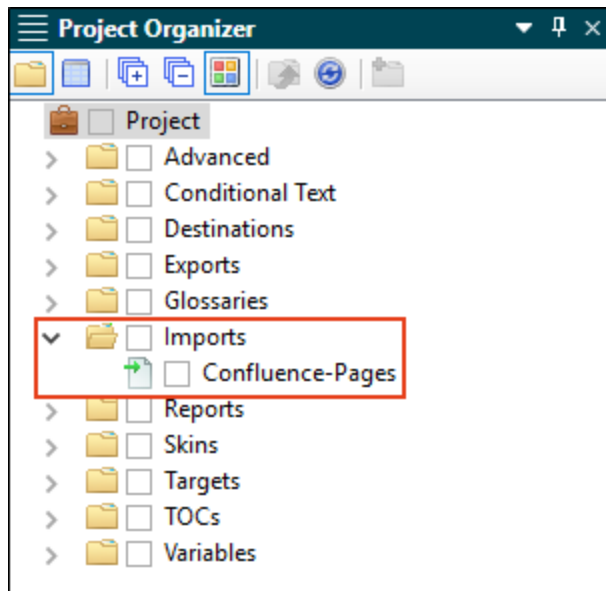 Project Organizer
Project
Advanced
Conditional Text
Destinations
Exports
Glossaries
Imports
Confluence-Pages
Reports
Skins
Targets
TOCs
Variables